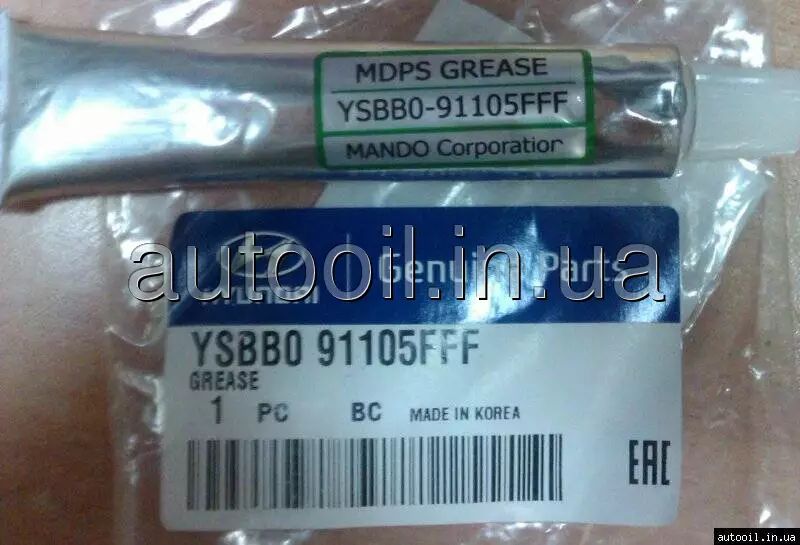 MDPS GREASE
YSBB0-91105FFF
MANDO Corporation
autooil.in.ua
HYUNDAI
Genuine Parts
YSBB0 91105FFF
GREASE
1 PC BC MADE IN KOREA
EAC
autooil.in.ua